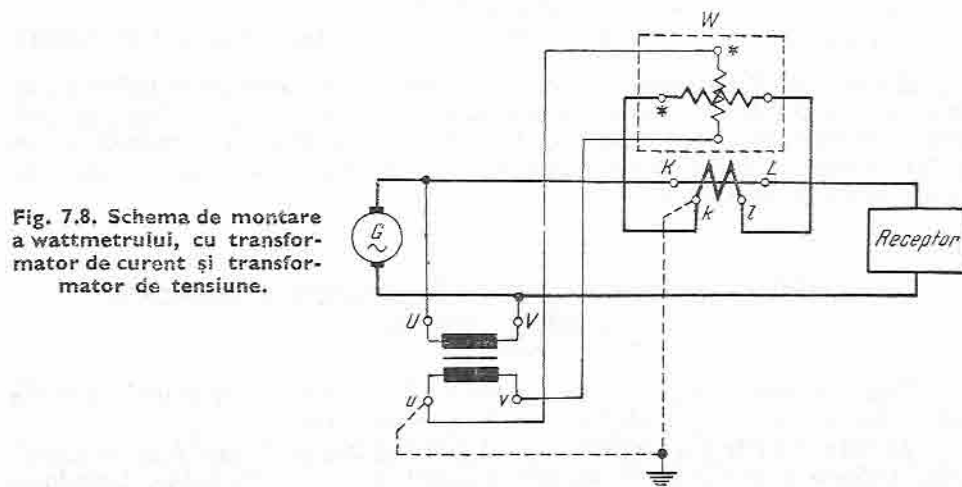 W
*
*
K
L
k
l
Fig. 7.8. Schema de montare
a wattmetrului, cu transfor-
mator de curent și transfor-
mator de tensiune.
G
~
Receptor
U
V
u
v